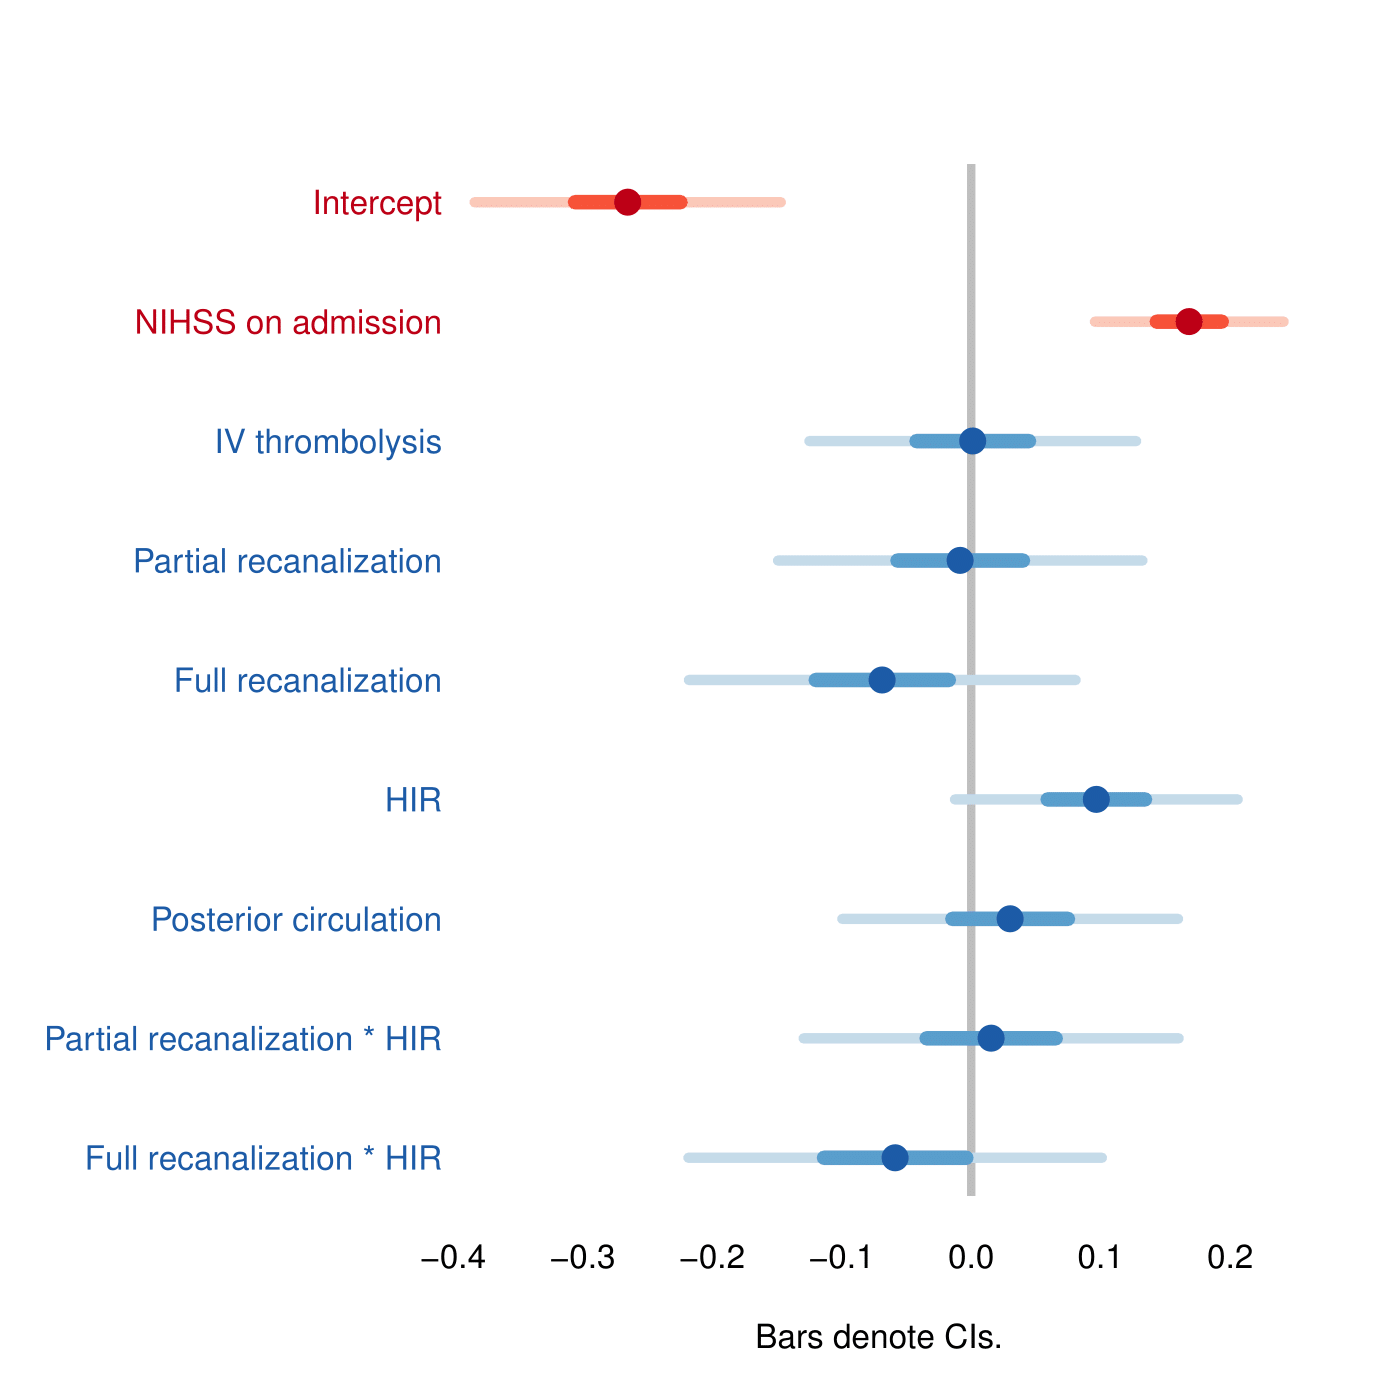 Intercept
NIHSS on admission
IV thrombolysis
Partial recanalization
Full recanalization
HIR
Posterior circulation
Partial recanalization * HIR
Full recanalization * HIR
−0.4 −0.3 −0.2 −0.1 0.0 0.1 0.2
Bars denote CIs.